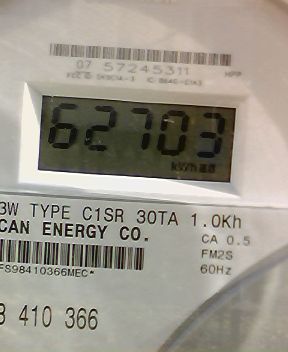 07 57245311
HPP
62703
kWh
3W TYPE C1SR 30TA 1.0Kh
CAN ENERGY CO.
CA 0.5
FM2S
60Hz
FS98410366MEC*
410 366